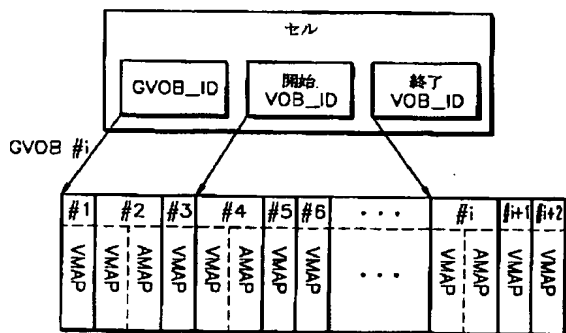 セル
GVOB_ID
開始.
VOB_ID
終了
VOB_ID
GVOB #i
#1 #2 #3 #4 #5 #6 ・・・ #i #i+1 #i+2
VMAP VMAP AMAP VMAP VMAP AMAP VMAP VMAP ・・・ VMAP AMAP VMAP VMAP